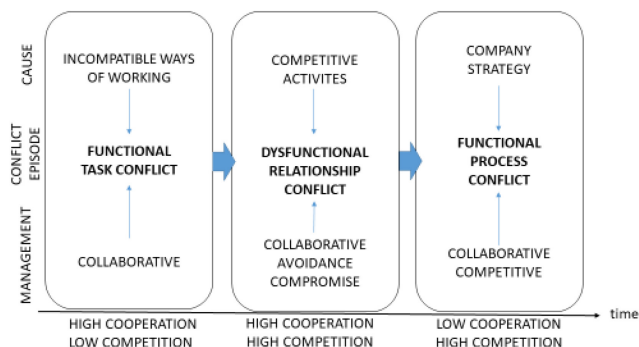 CAUSE
INCOMPATIBLE WAYS
OF WORKING
COMPETITIVE
ACTIVITES
COMPANY
STRATEGY
CONFLICT
EPISODE
FUNCTIONAL
TASK CONFLICT
DYSFUNCTIONAL
RELATIONSHIP
CONFLICT
FUNCTIONAL
PROCESS
CONFLICT
MANAGEMENT
COLLABORATIVE
COLLABORATIVE
AVOIDANCE
COMPROMISE
COLLABORATIVE
COMPETITIVE
time
HIGH COOPERATION
LOW COMPETITION
HIGH COOPERATION
HIGH COMPETITION
LOW COOPERATION
HIGH COMPETITION